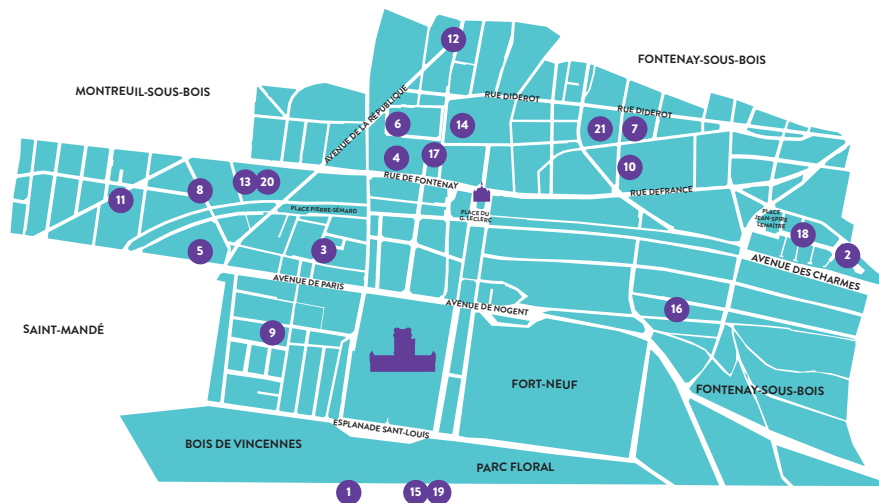 12
FONTENAY-SOUS-BOIS
MONTREUIL-SOUS-BOIS
AVENUE DE LA RÉPUBLIQUE
RUE DIDEROT
RUE DIDEROT
6
14
21
7
17
4
10
RUE DE FONTENAY
13
20
8
11
RUE DEFRANCE
PLACE PIERRE-SÉMARD
PLACE DU
G. LECLERC
PLACE
JEAN-SPIRE
LEMAITRE
18
5
3
2
AVENUE DES CHARMES
AVENUE DE PARIS
AVENUE DE NOGENT
16
SAINT-MANDÉ
9
FORT-NEUF
FONTENAY-SOUS-BOIS
ESPLANADE SANT-LOUIS
BOIS DE VINCENNES
PARC FLORAL
1
15
19